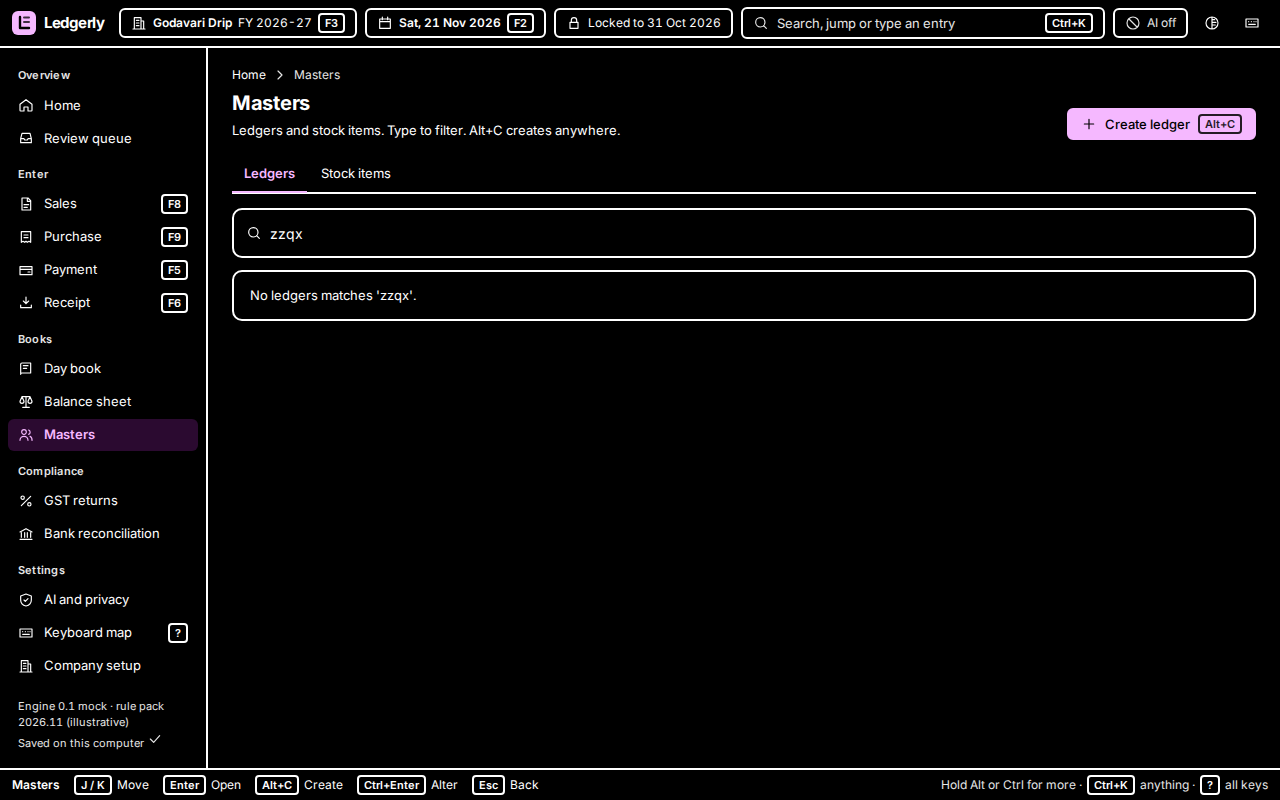 Ledgerly
Godavari Drip FY 2026-27 F3
Sat, 21 Nov 2026 F2
Locked to 31 Oct 2026
Search, jump or type an entry Ctrl+K
AI off
Overview
Home
Review queue
Enter
Sales F8
Purchase F9
Payment F5
Receipt F6
Books
Day book
Balance sheet
Masters
Compliance
GST returns
Bank reconciliation
Settings
AI and privacy
Keyboard map ?
Company setup
Engine 0.1 mock · rule pack
2026.11 (illustrative)
Saved on this computer
Home Masters
Masters
Ledgers and stock items. Type to filter. Alt+C creates anywhere.
Create ledger Alt+C
Ledgers Stock items
zzqx
No ledgers matches 'zzqx'.
Masters J / K Move Enter Open Alt+C Create Ctrl+Enter Alter Esc Back
Hold Alt or Ctrl for more · Ctrl+K anything · ? all keys